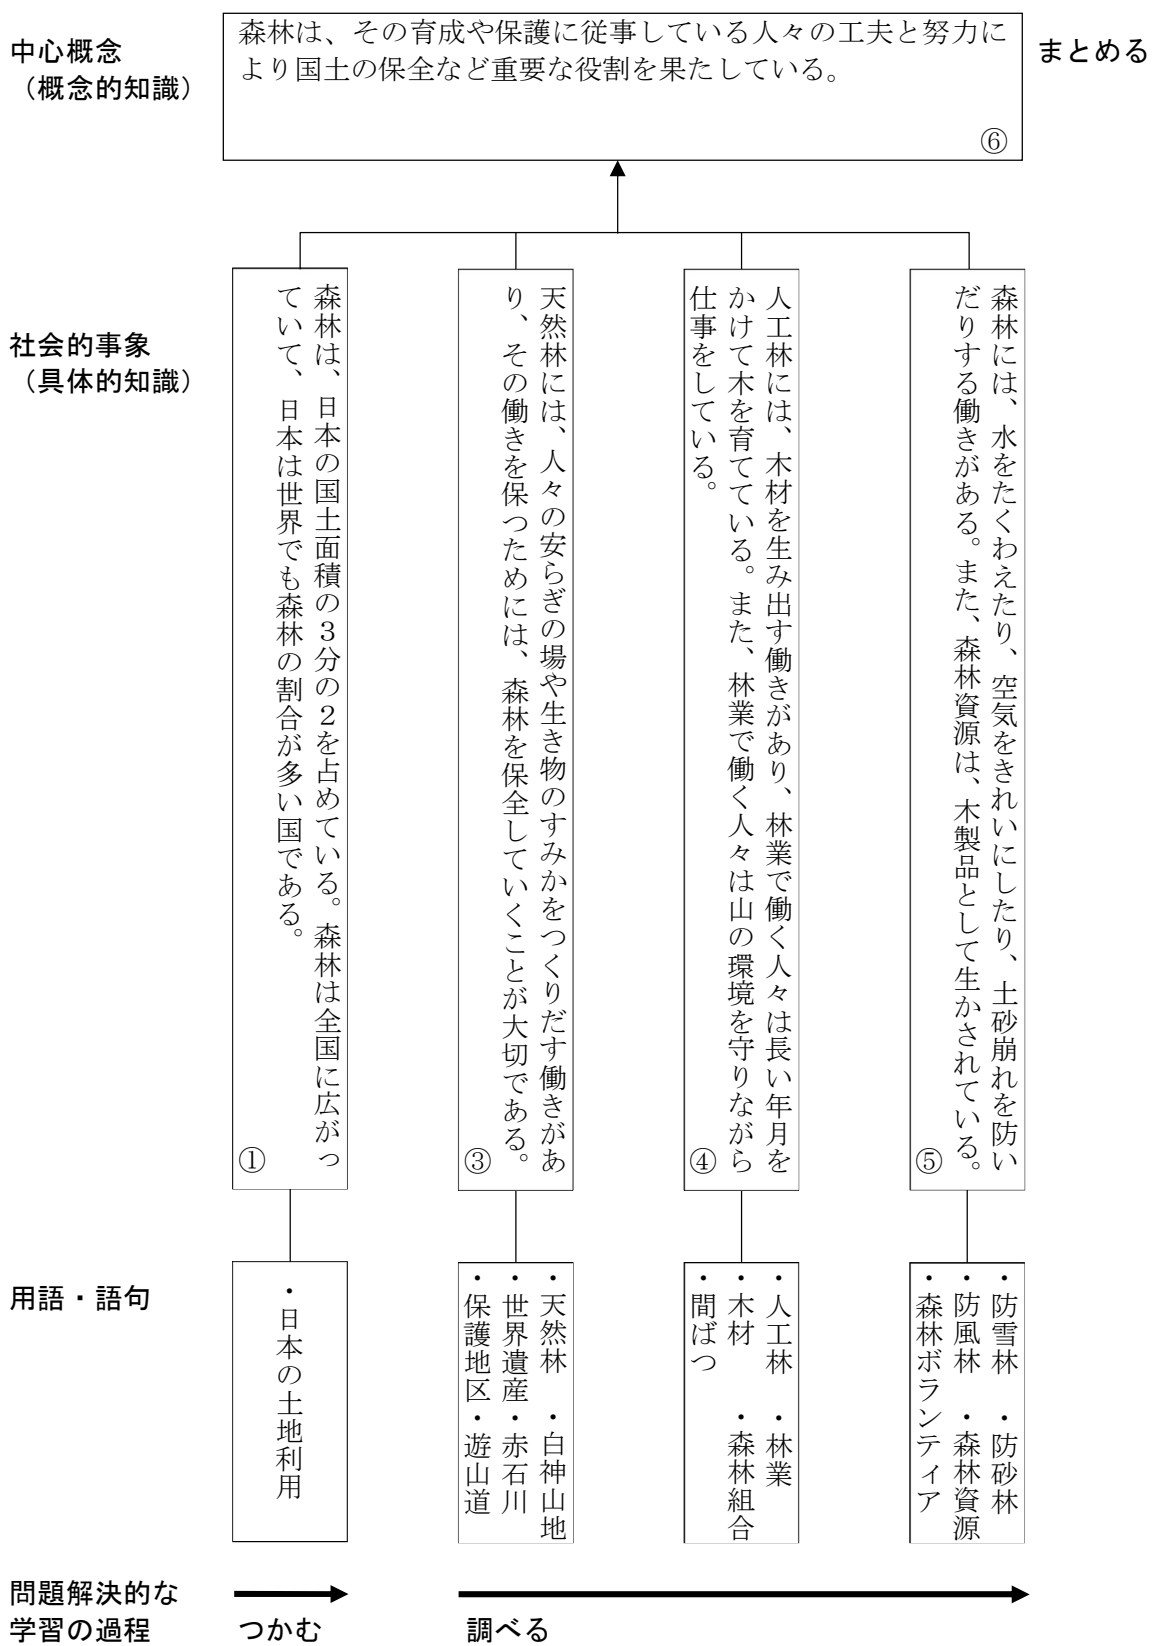 中心概念
（概念的知識）
森林は、その育成や保護に従事している人々の工夫と努力に
より国土の保全など重要な役割を果たしている。
⑥
まとめる
社会的事象
（具体的知識）
森林は、日本の国土面積の３分の２を占めている。森林は全国に広がっ
ていて、日本は世界でも森林の割合が多い国である。
①
天然林には、人々の安らぎの場や生き物のすみかをつくりだす働きがあ
り、その働きを保つためには、森林を保全していくことが大切である。
③
人工林には、木材を生み出す働きがあり、林業で働く人々は長い年月を
かけて木を育てている。また、林業で働く人々は山の環境を守りながら
仕事をしている。
④
森林には、水をたくわえたり、空気をきれいにしたり、土砂崩れを防い
だりする働きがある。また、森林資源は、木製品として生かされている。
⑤
用語・語句
・日本の土地利用
・天然林　・白神山地
・世界遺産・赤石川
・保護地区・遊山道
・人工林　・林業
・木材　　・森林組合
・間ばつ
・防雪林　・防砂林
・防風林　・森林資源
・森林ボランティア
問題解決的な
学習の過程
つかむ
調べる